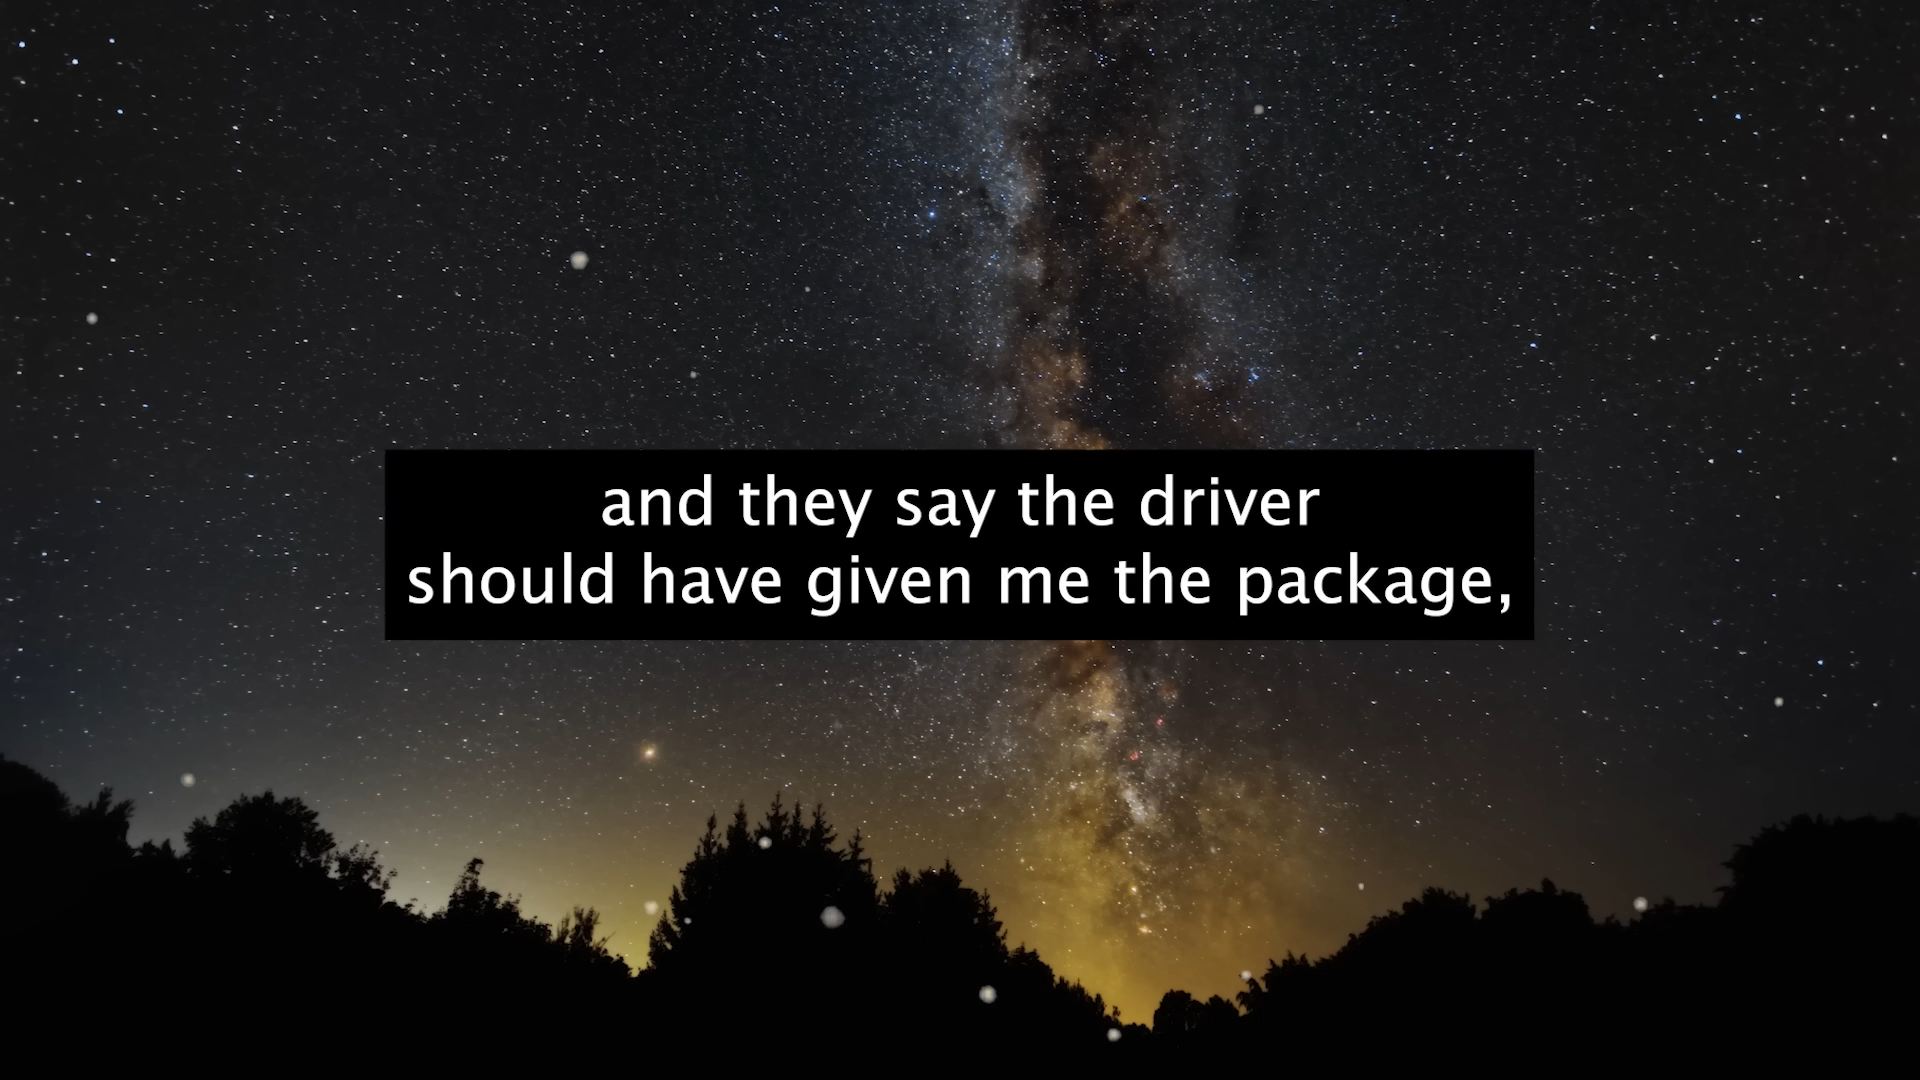 and they say the driver
should have given me the package,